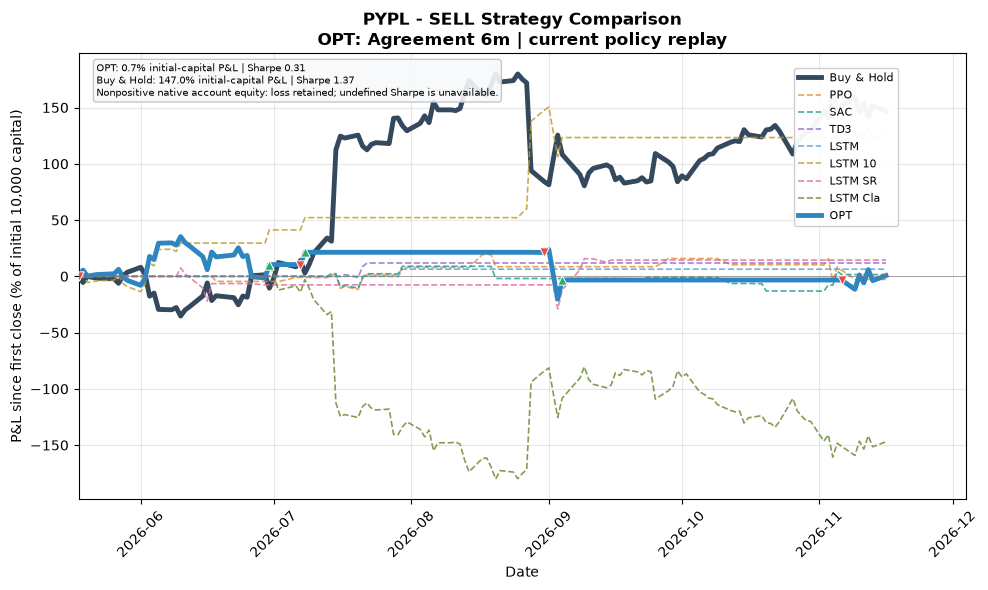 PYPL - SELL Strategy Comparison
OPT: Agreement 6m | current policy replay
OPT: 0.7% initial-capital P&L | Sharpe 0.31
Buy & Hold: 147.0% initial-capital P&L | Sharpe 1.37
Nonpositive native account equity: loss retained; undefined Sharpe is unavailable.
Buy & Hold
PPO
SAC
TD3
LSTM
LSTM 10
LSTM SR
LSTM Cla
OPT
P&L since first close (% of initial 10,000 capital)
150
100
50
0
−50
−100
−150
2026-06
2026-07
2026-08
2026-09
2026-10
2026-11
2026-12
Date